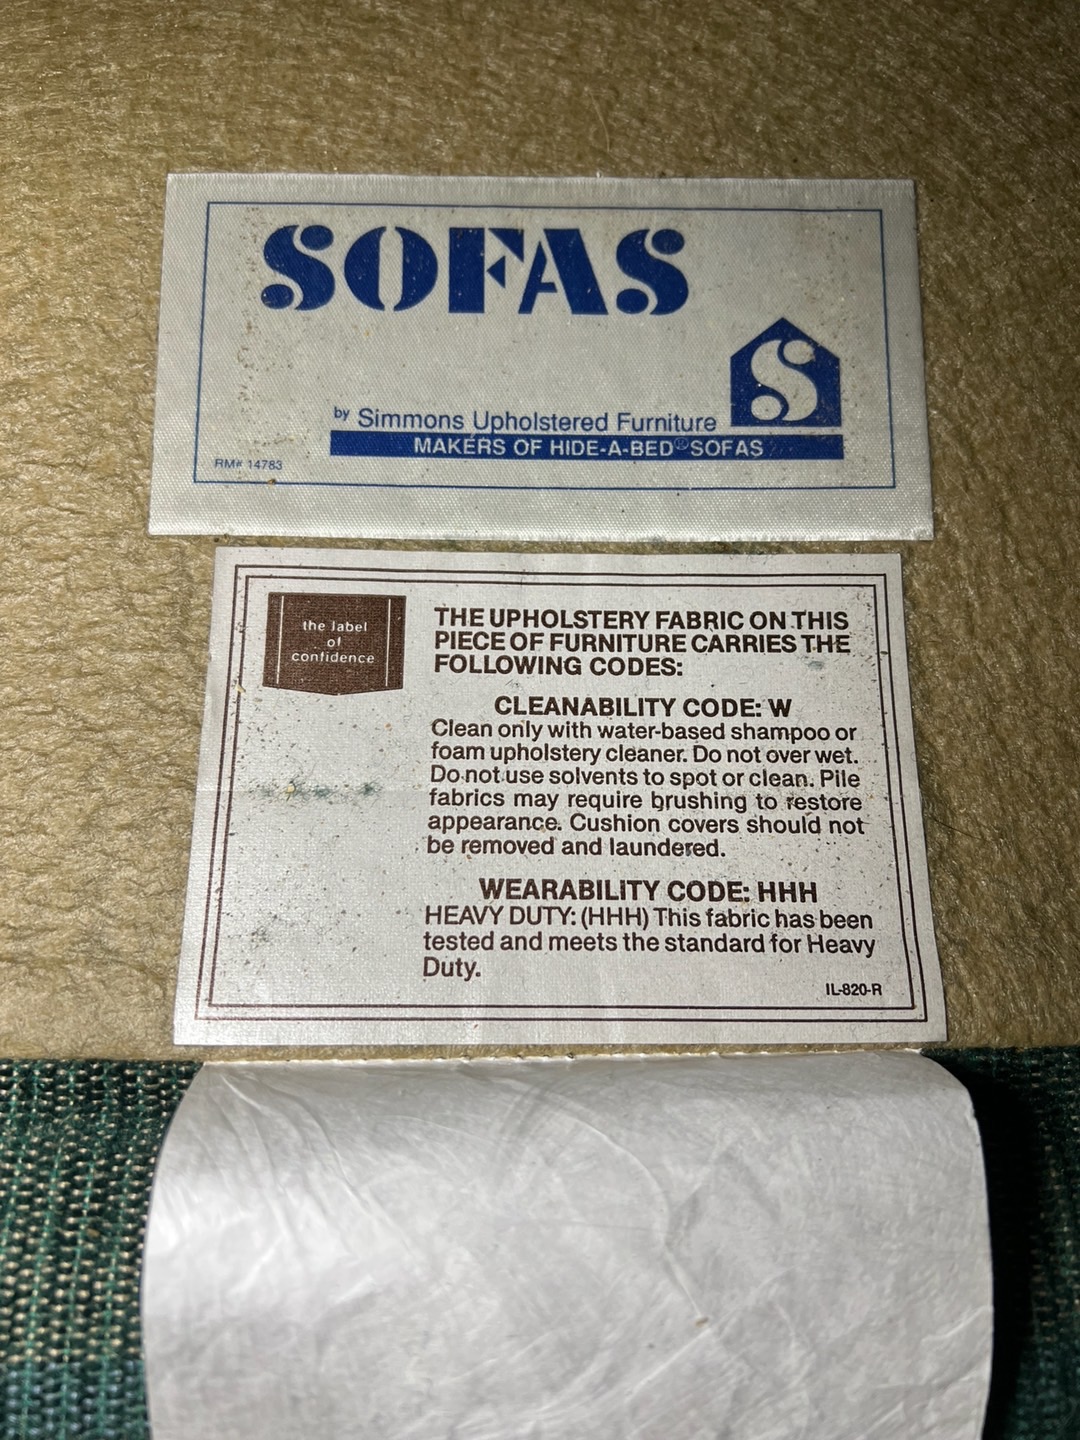 SOFAS
S
by Simmons Upholstered Furniture
MAKERS OF HIDE-A-BED® SOFAS
RM# 14783
the label
of
confidence
THE UPHOLSTERY FABRIC ON THIS
PIECE OF FURNITURE CARRIES THE
FOLLOWING CODES:
CLEANABILITY CODE: W
Clean only with water-based shampoo or
foam upholstery cleaner. Do not over wet.
Do not use solvents to spot or clean. Pile
fabrics may require brushing to restore
appearance. Cushion covers should not
be removed and laundered.
WEARABILITY CODE: HHH
HEAVY DUTY: (HHH) This fabric has been
tested and meets the standard for Heavy
Duty.
IL-820-R